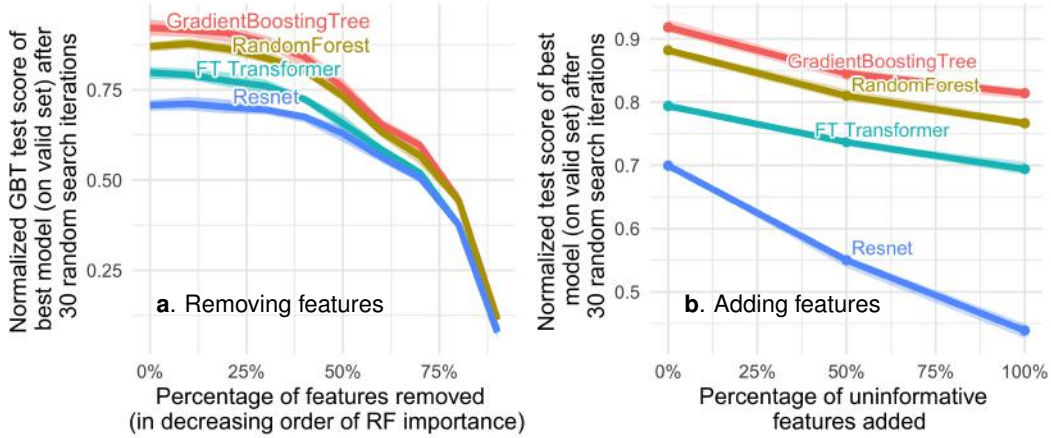 Normalized GBT test score of
best model (on valid set) after
30 random search iterations
0.75
0.50
0.25
GradientBoostingTree
RandomForest
FT Transformer
Resnet
a. Removing features
0%
25%
50%
75%
Percentage of features removed
(in decreasing order of RF importance)
Normalized test score of best
model (on valid set) after
30 random search iterations
0.9
0.8
0.7
0.6
0.5
GradientBoostingTree
RandomForest
FT Transformer
Resnet
b. Adding features
0%
25%
50%
75%
100%
Percentage of uninformative
features added